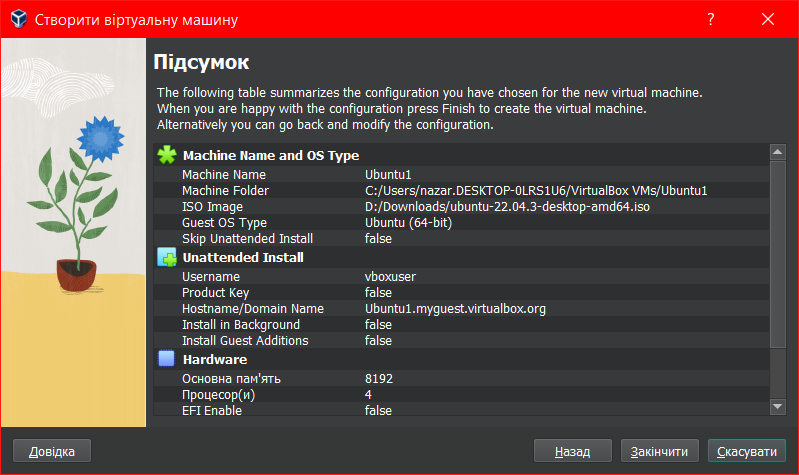 Створити віртуальну машину
?
Підсумок
The following table summarizes the configuration you have chosen for the new virtual machine.
When you are happy with the configuration press Finish to create the virtual machine.
Alternatively you can go back and modify the configuration.
Machine Name and OS Type
Machine Name Ubuntu1
Machine Folder C:/Users/nazar.DESKTOP-0LRS1U6/VirtualBox VMs/Ubuntu1
ISO Image D:/Downloads/ubuntu-22.04.3-desktop-amd64.iso
Guest OS Type Ubuntu (64-bit)
Skip Unattended Install false
Unattended Install
Username vboxuser
Product Key false
Hostname/Domain Name Ubuntu1.myguest.virtualbox.org
Install in Background false
Install Guest Additions false
Hardware
Основна пам'ять 8192
Процесор(и) 4
EFI Enable false
Довідка Назад Закінчити Скасувати